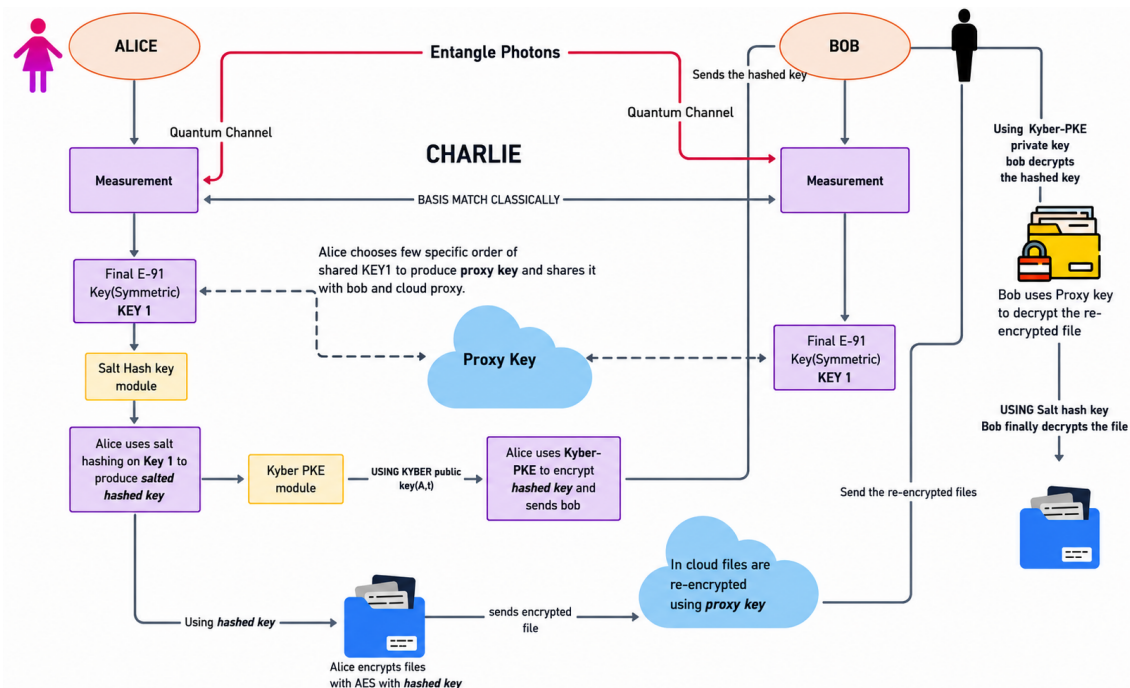 ALICE
Entangle Photons
BOB
Sends the hashed key
Quantum Channel
Quantum Channel
CHARLIE
Using Kyber-PKE
private key
bob decrypts
the hashed key
Measurement
Measurement
BASIS MATCH CLASSICALLY
Alice chooses few specific order of
shared KEY1 to produce proxy key and shares it
with bob and cloud proxy.
Final E-91
Key(Symmetric)
KEY 1
Bob uses Proxy key
to decrypt the re-
encrypted file
Proxy Key
Final E-91
Key(Symmetric)
KEY 1
Salt Hash key
module
USING Salt hash key
Bob finally decrypts the file
Alice uses salt
hashing on Key 1 to
produce salted
hashed key
Kyber PKE
module
USING KYBER public
key(A,t)
Alice uses Kyber-
PKE to encrypt
hashed key and
sends bob
Send the re-encrypted files
In cloud files are
re-encrypted
using proxy key
Using hashed key
sends encrypted
file
Alice encrypts files
with AES with hashed key